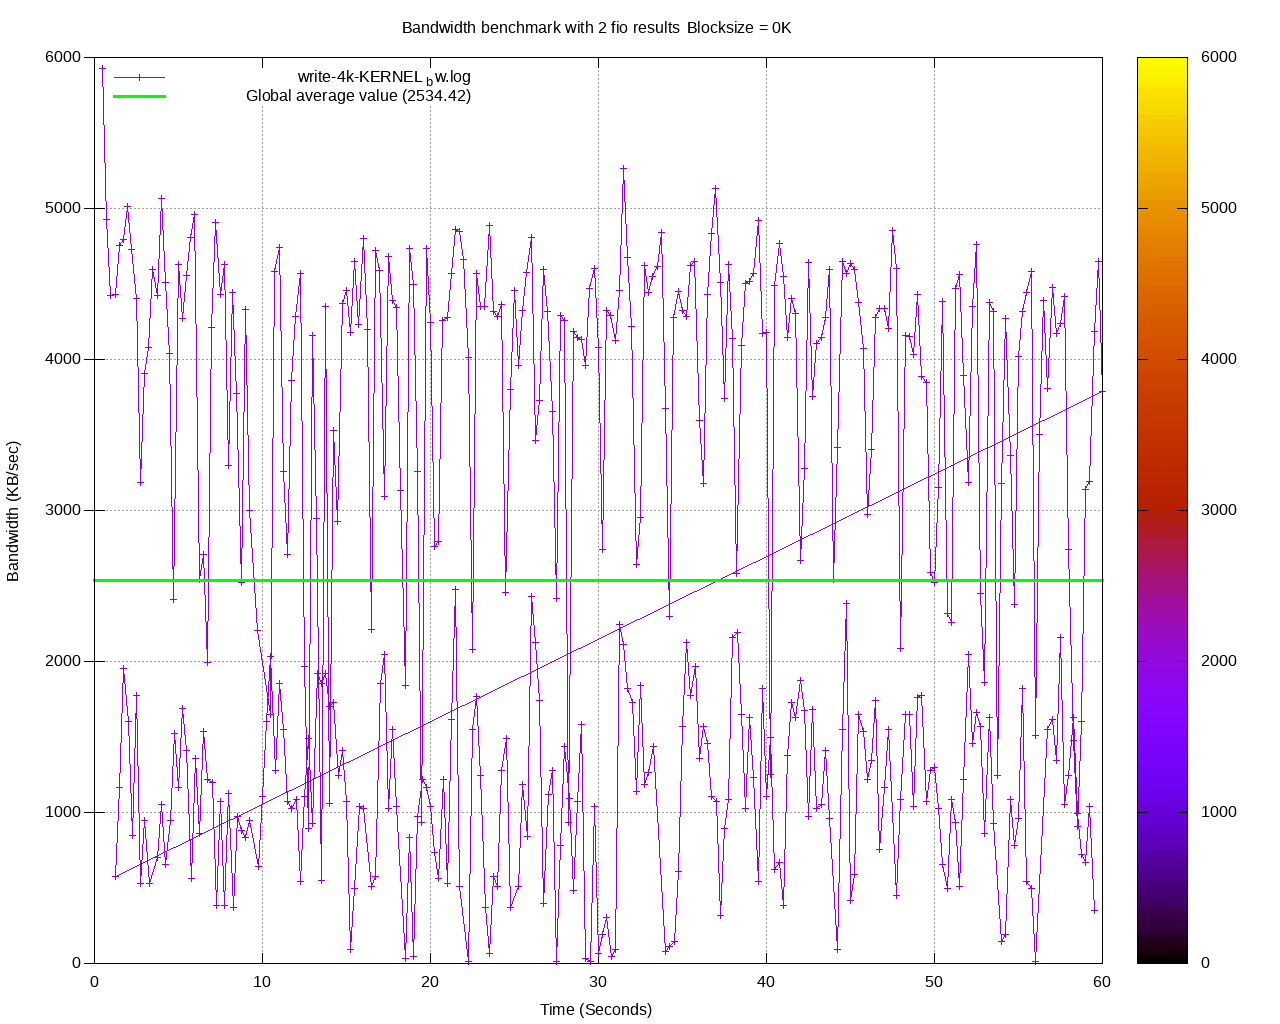 Bandwidth benchmark with 2 fio results Blocksize = 0K
write-4k-KERNEL_bw.log
Global average value (2534.42)
6000
5000
4000
3000
2000
1000
0
0 10 20 30 40 50 60
Time (Seconds)
Bandwidth (KB/sec)
6000
5000
4000
3000
2000
1000
0